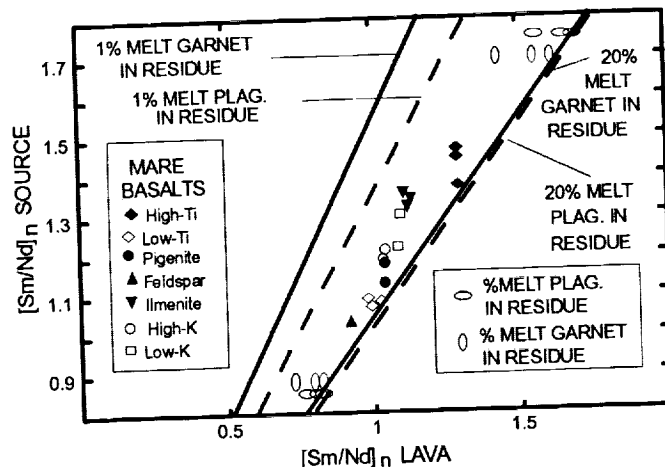 1% MELT GARNET
IN RESIDUE
1% MELT PLAG.
IN RESIDUE
20%
MELT
GARNET IN
RESIDUE
20% MELT
PLAG. IN
RESIDUE
MARE
BASALTS
High-Ti
Low-Ti
Pigenite
Feldspar
Ilmenite
High-K
Low-K
%MELT PLAG.
IN RESIDUE
% MELT GARNET
IN RESIDUE
[Sm/Nd]n SOURCE
1.7
1.5
1.3
1.1
0.9
0.5
1
1.5
[Sm/Nd]n LAVA